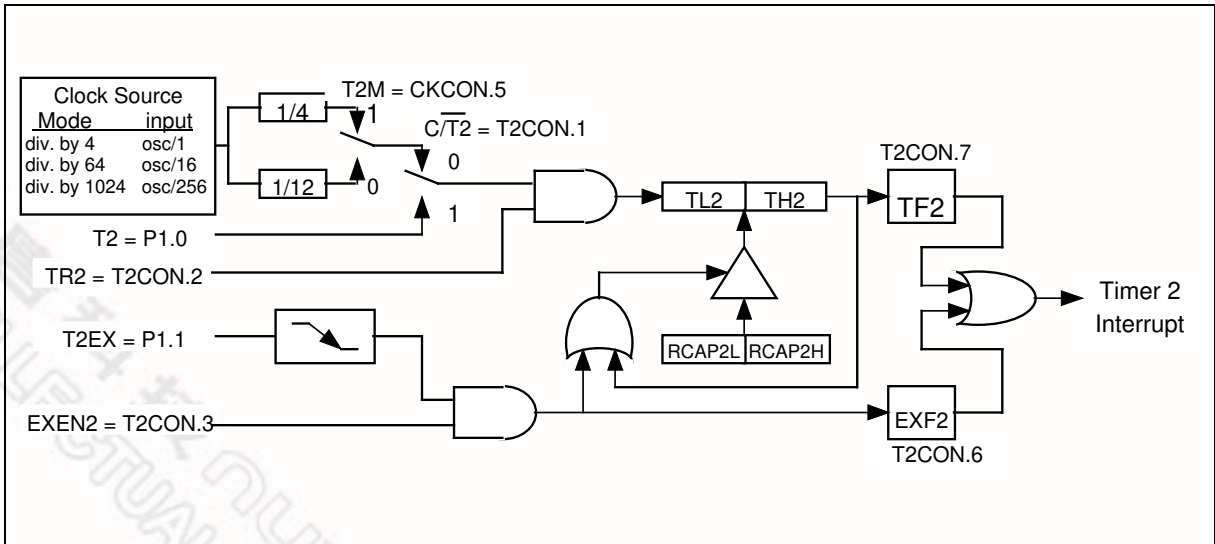 Clock Source
Mode input
div. by 4 osc/1
div. by 64 osc/16
div. by 1024 osc/256
1/4
1/12
T2M = CKCON.5
1
0
C/T2 = T2CON.1
0
1
T2 = P1.0
TR2 = T2CON.2
TL2 TH2
T2CON.7
TF2
Timer 2
Interrupt
T2EX = P1.1
RCAP2L RCAP2H
EXEN2 = T2CON.3
EXF2
T2CON.6